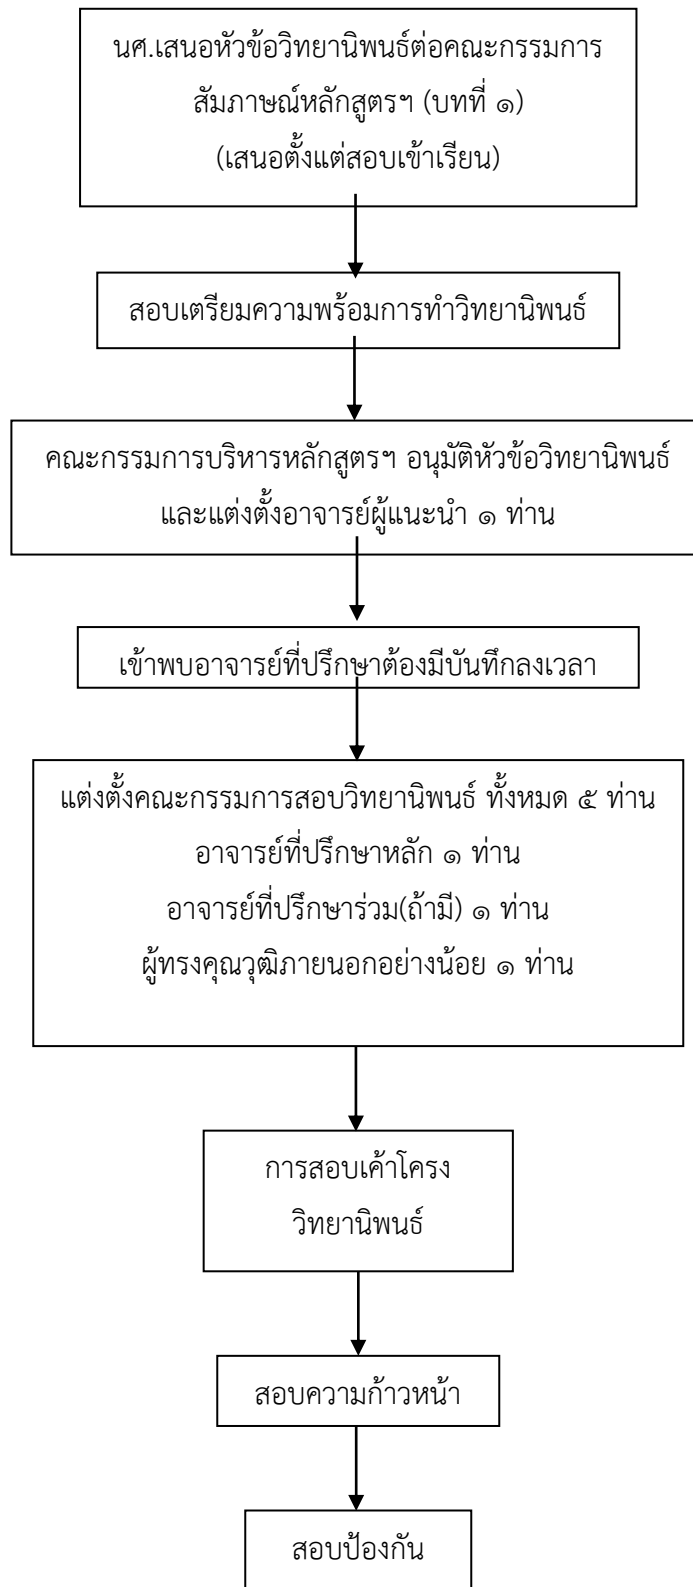 นศ.เสนอหัวข้อวิทยานิพนธ์ต่อคณะกรรมการ
สัมภาษณ์หลักสูตรฯ (บทที่ ๑)
(เสนอตั้งแต่สอบเข้าเรียน)
สอบเตรียมความพร้อมการทำวิทยานิพนธ์
คณะกรรมการบริหารหลักสูตรฯ อนุมัติหัวข้อวิทยานิพนธ์
และแต่งตั้งอาจารย์ผู้แนะนำ ๑ ท่าน
เข้าพบอาจารย์ที่ปรึกษาต้องมีบันทึกลงเวลา
แต่งตั้งคณะกรรมการสอบวิทยานิพนธ์ ทั้งหมด ๕ ท่าน
อาจารย์ที่ปรึกษาหลัก ๑ ท่าน
อาจารย์ที่ปรึกษาร่วม(ถ้ามี) ๑ ท่าน
ผู้ทรงคุณวุฒิภายนอกอย่างน้อย ๑ ท่าน
การสอบเค้าโครง
วิทยานิพนธ์
สอบความก้าวหน้า
สอบป้องกัน